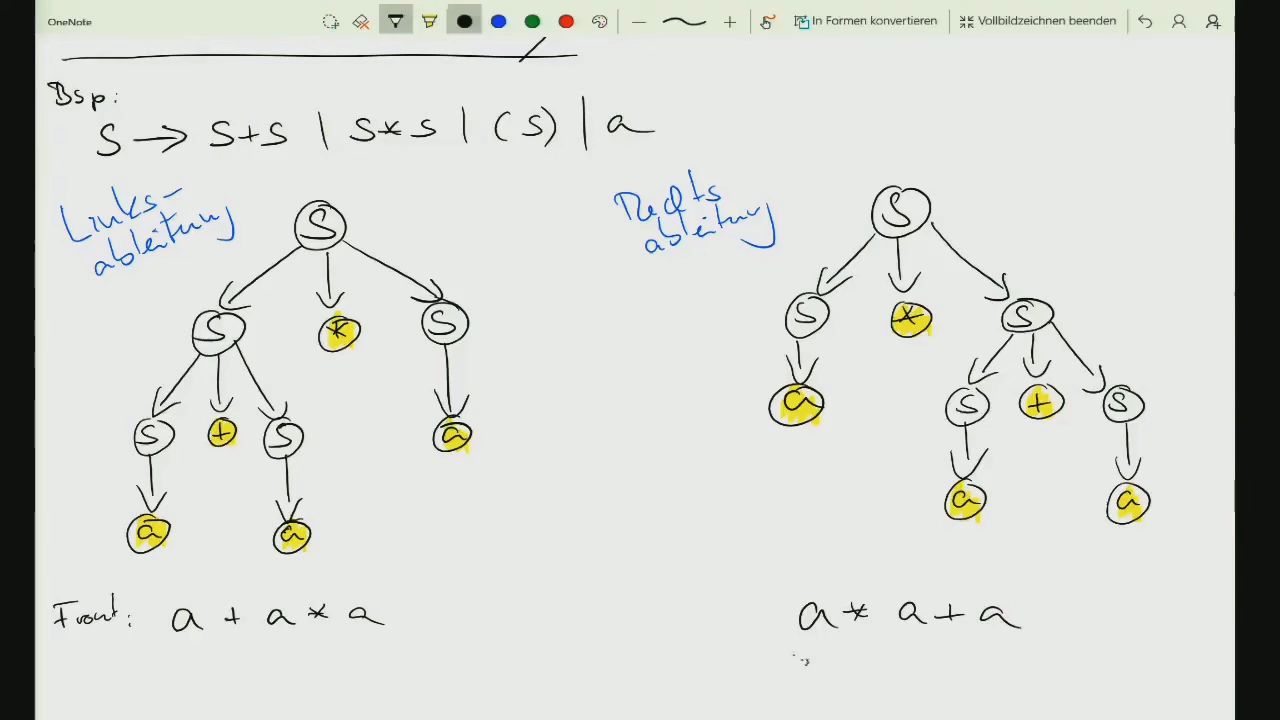 OneNote
In Formen konvertieren
Vollbildzeichnen beenden
Bsp:
S → S+S | S*S | (S) | a
Links-
ableitung
S
S * S
S + S a
a a
Rechts
ableitung
S
S * S
a S + S
a a
Front: a + a * a
a * a + a